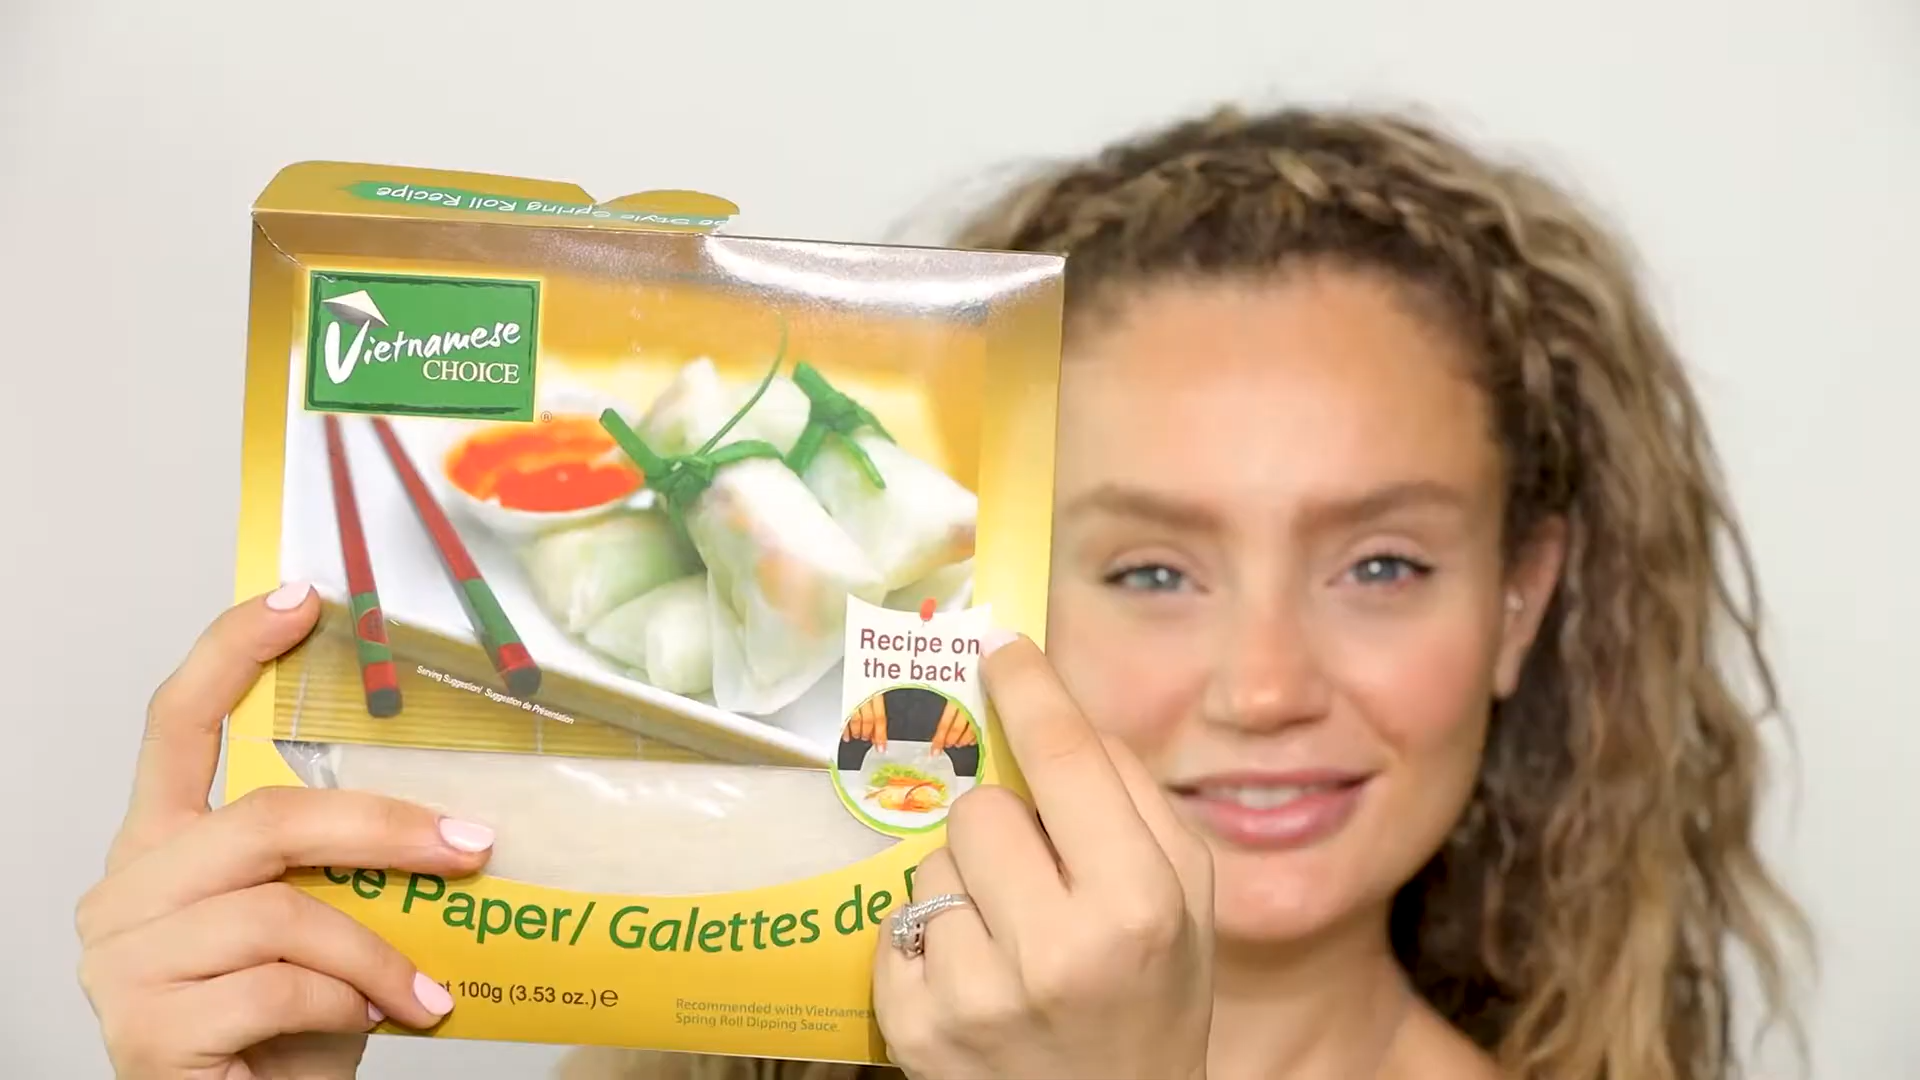 Style Spring Roll Recipe
Vietnamese
CHOICE
®
Recipe on
the back
Serving Suggestion/ Suggestion de Présentation
Paper/ Galettes de
100g (3.53 oz.) e
Recommended with
Spring Roll Dipping Sauce.